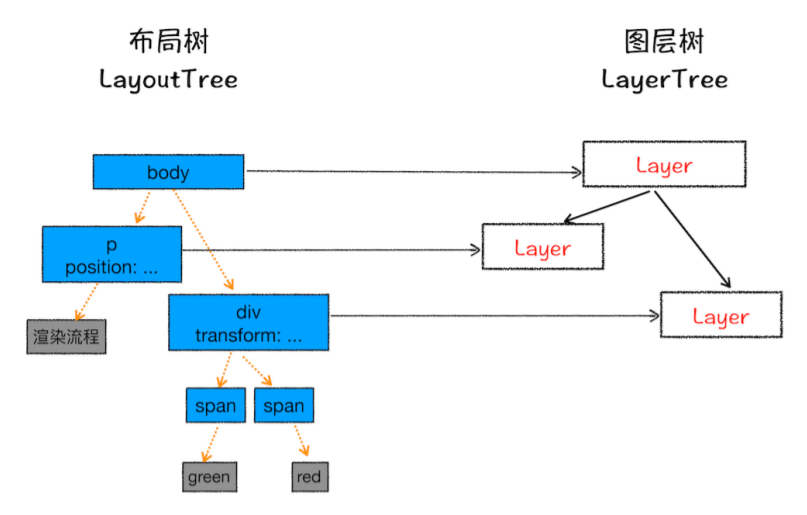 布局树
LayoutTree
图层树
LayerTree
body
Layer
p
position: ...
Layer
div
transform: ...
Layer
渲染流程
span
span
green
red